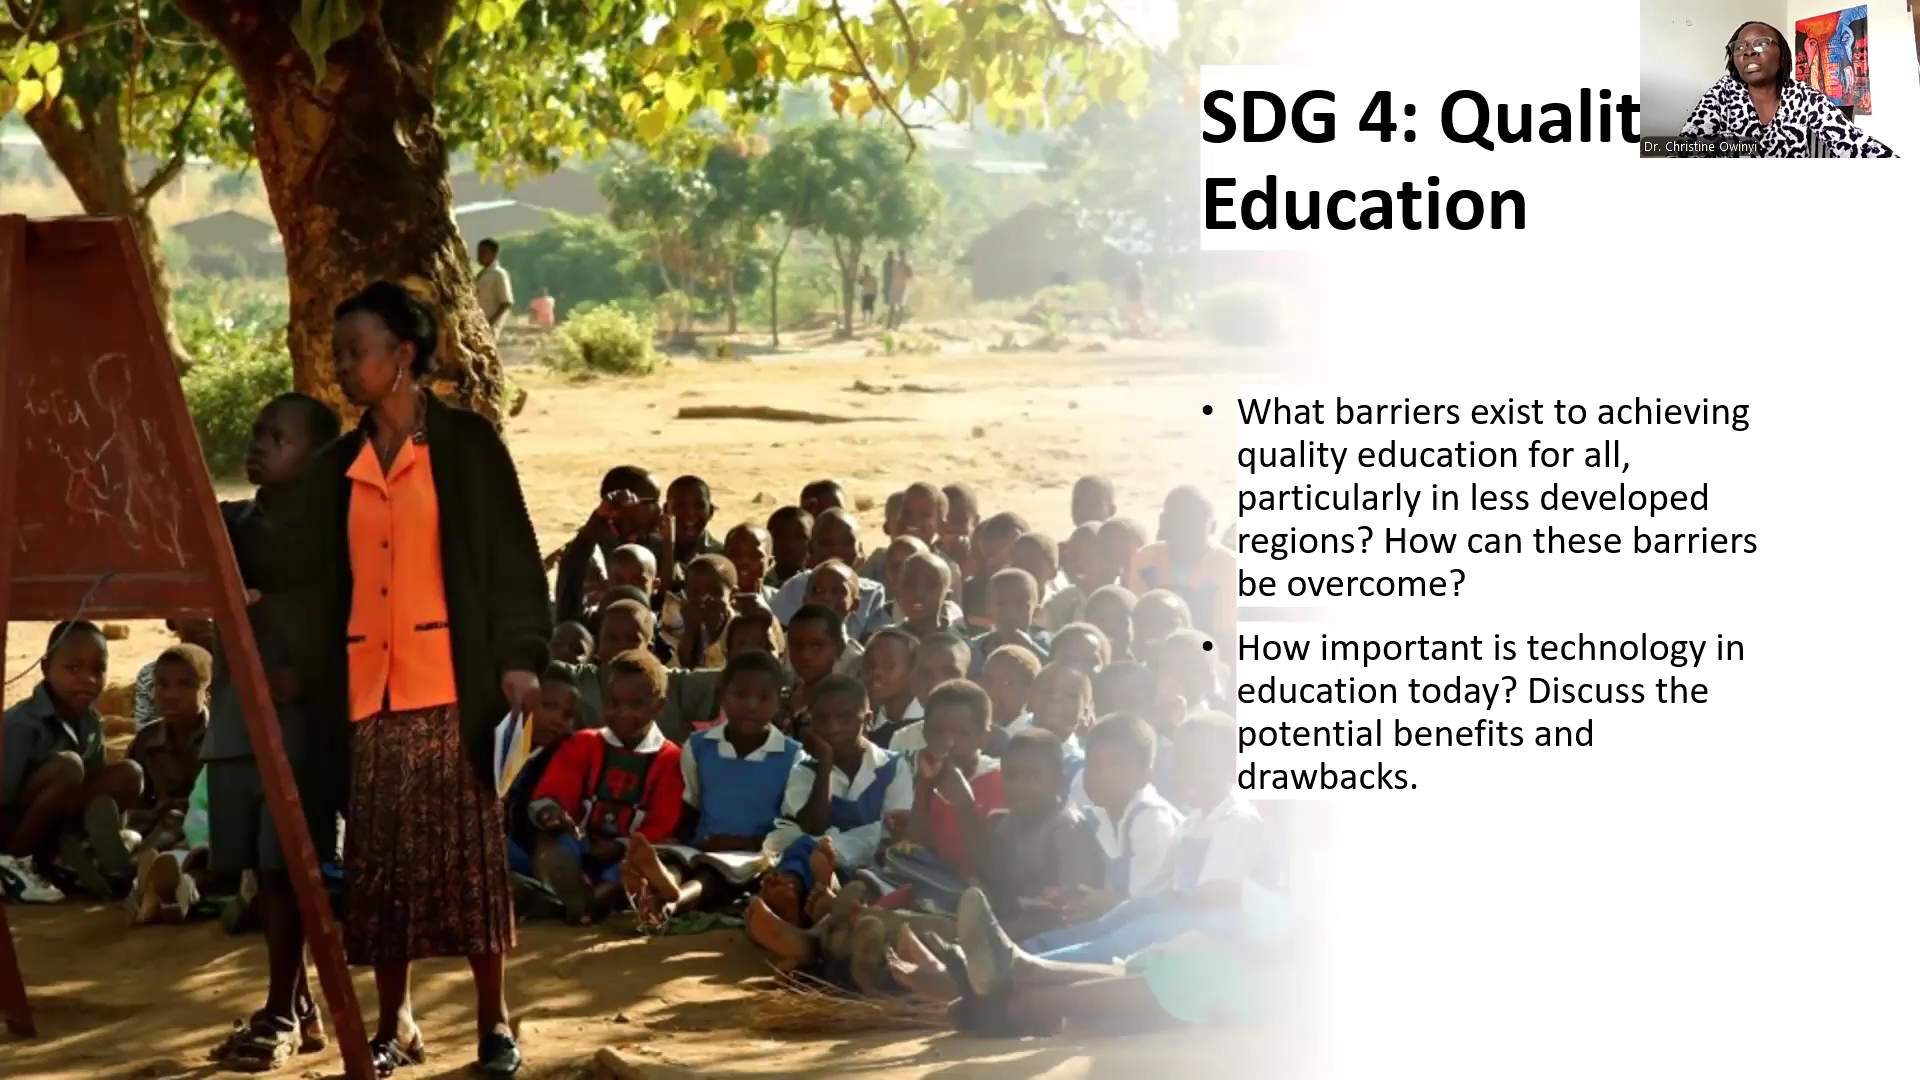 SDG 4: Qualit
Education
Dr. Christine Owinyi
• What barriers exist to achieving
quality education for all,
particularly in less developed
regions? How can these barriers
be overcome?
• How important is technology in
education today? Discuss the
potential benefits and
drawbacks.